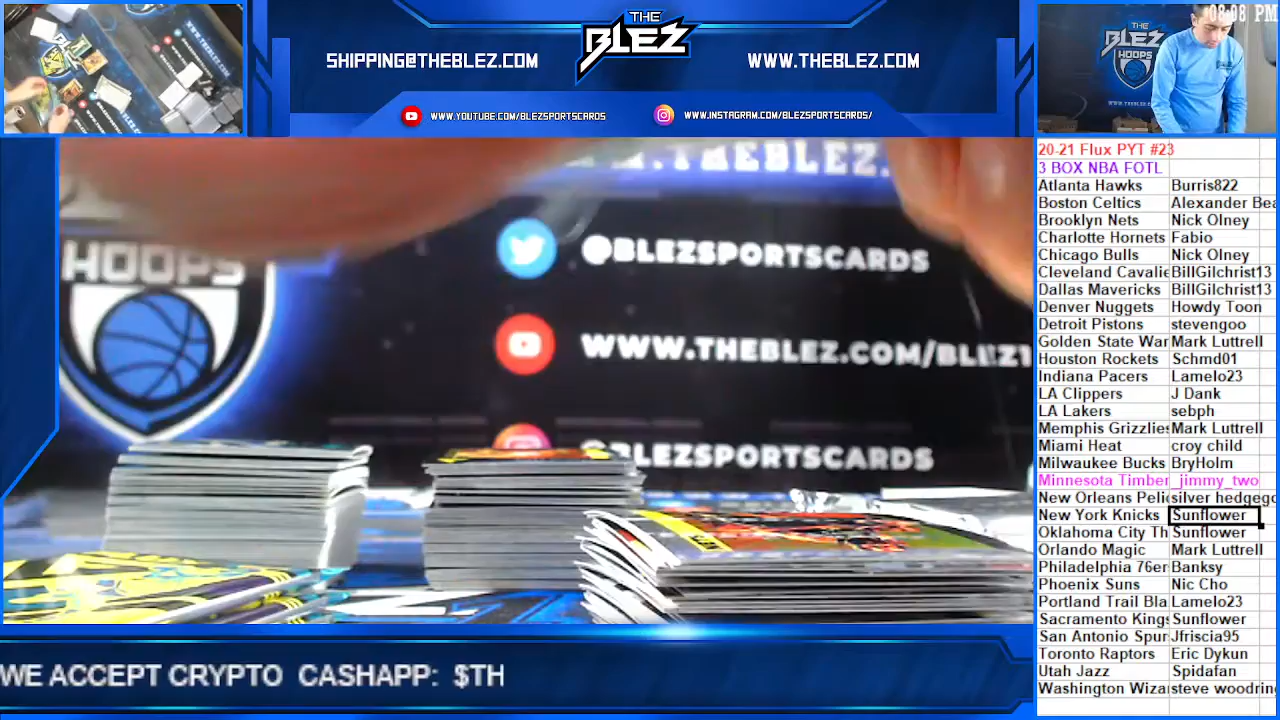 THE
BLEZ
SHIPPING@THEBLEZ.COM
WWW.THEBLEZ.COM
WWW.YOUTUBE.COM/BLEZSPORTSCARDS
WWW.INSTAGRAM.COM/BLEZSPORTSCARDS/
:08:08 PM
THE
BLEZ
HOOPS
20-21 Flux PYT #23
3 BOX NBA FOTL
Atlanta Hawks Burris822
Boston Celtics Alexander Bea
Brooklyn Nets Nick Olney
Charlotte Hornets Fabio
Chicago Bulls Nick Olney
Cleveland Cavalie BillGilchrist13
Dallas Mavericks BillGilchrist13
Denver Nuggets Howdy Toon
Detroit Pistons stevengoo
Golden State War Mark Luttrell
Houston Rockets Schmd01
Indiana Pacers Lamelo23
LA Clippers J Dank
LA Lakers sebph
Memphis Grizzlies Mark Luttrell
Miami Heat croy child
Milwaukee Bucks BryHolm
Minnesota Timber _jimmy_two
New Orleans Peli silver hedgego
New York Knicks Sunflower
Oklahoma City Th Sunflower
Orlando Magic Mark Luttrell
Philadelphia 76er Banksy
Phoenix Suns Nic Cho
Portland Trail Bla Lamelo23
Sacramento Kings Sunflower
San Antonio Spur Jfriscia95
Toronto Raptors Eric Dykun
Utah Jazz Spidafan
Washington Wiza steve woodring
.THEBLEZ.
HOOPS
@BLEZSPORTSCARDS
WWW.THEBLEZ.COM/BLEZ1
@BLEZSPORTSCARDS
WE ACCEPT CRYPTO CASHAPP: $TH